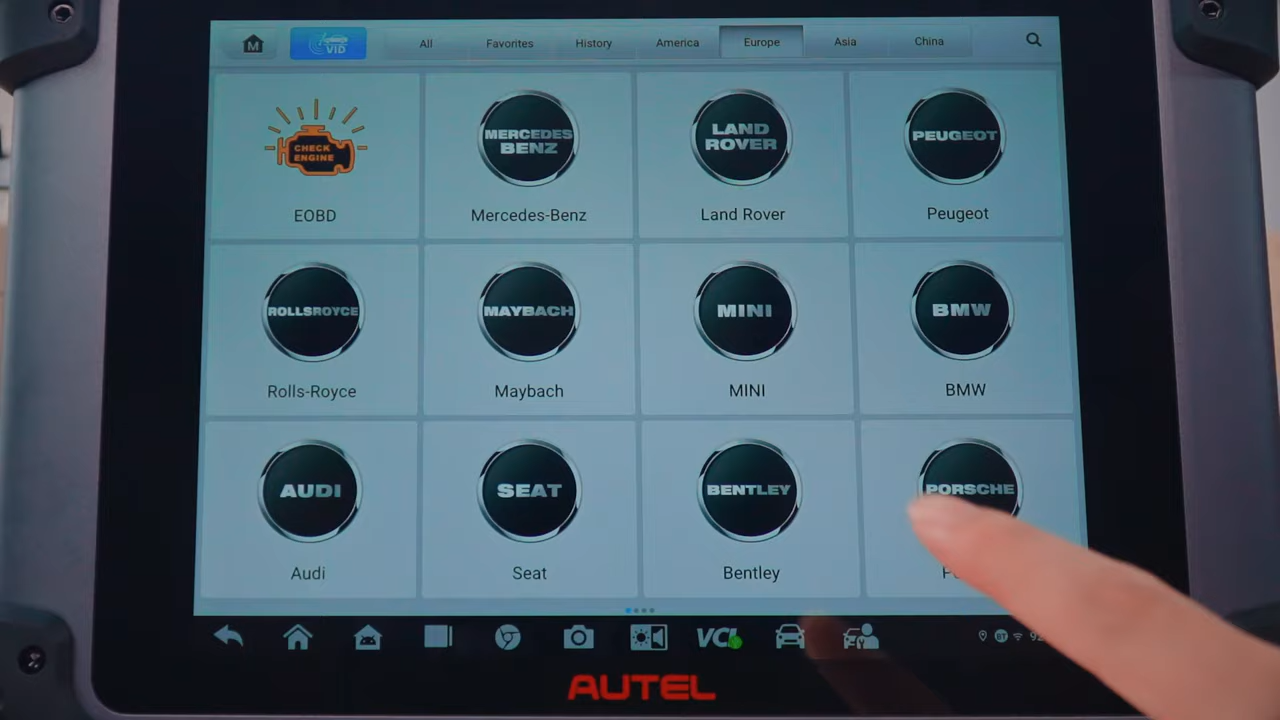 M
VID
All
Favorites
History
America
Europe
Asia
China
CHECK
ENGINE
EOBD
MERCEDES
BENZ
Mercedes-Benz
LAND
ROVER
Land Rover
PEUGEOT
Peugeot
ROLLSROYCE
Rolls-Royce
MAYBACH
Maybach
MINI
MINI
BMW
BMW
AUDI
Audi
SEAT
Seat
BENTLEY
Bentley
PORSCHE
VCI
BT
AUTEL